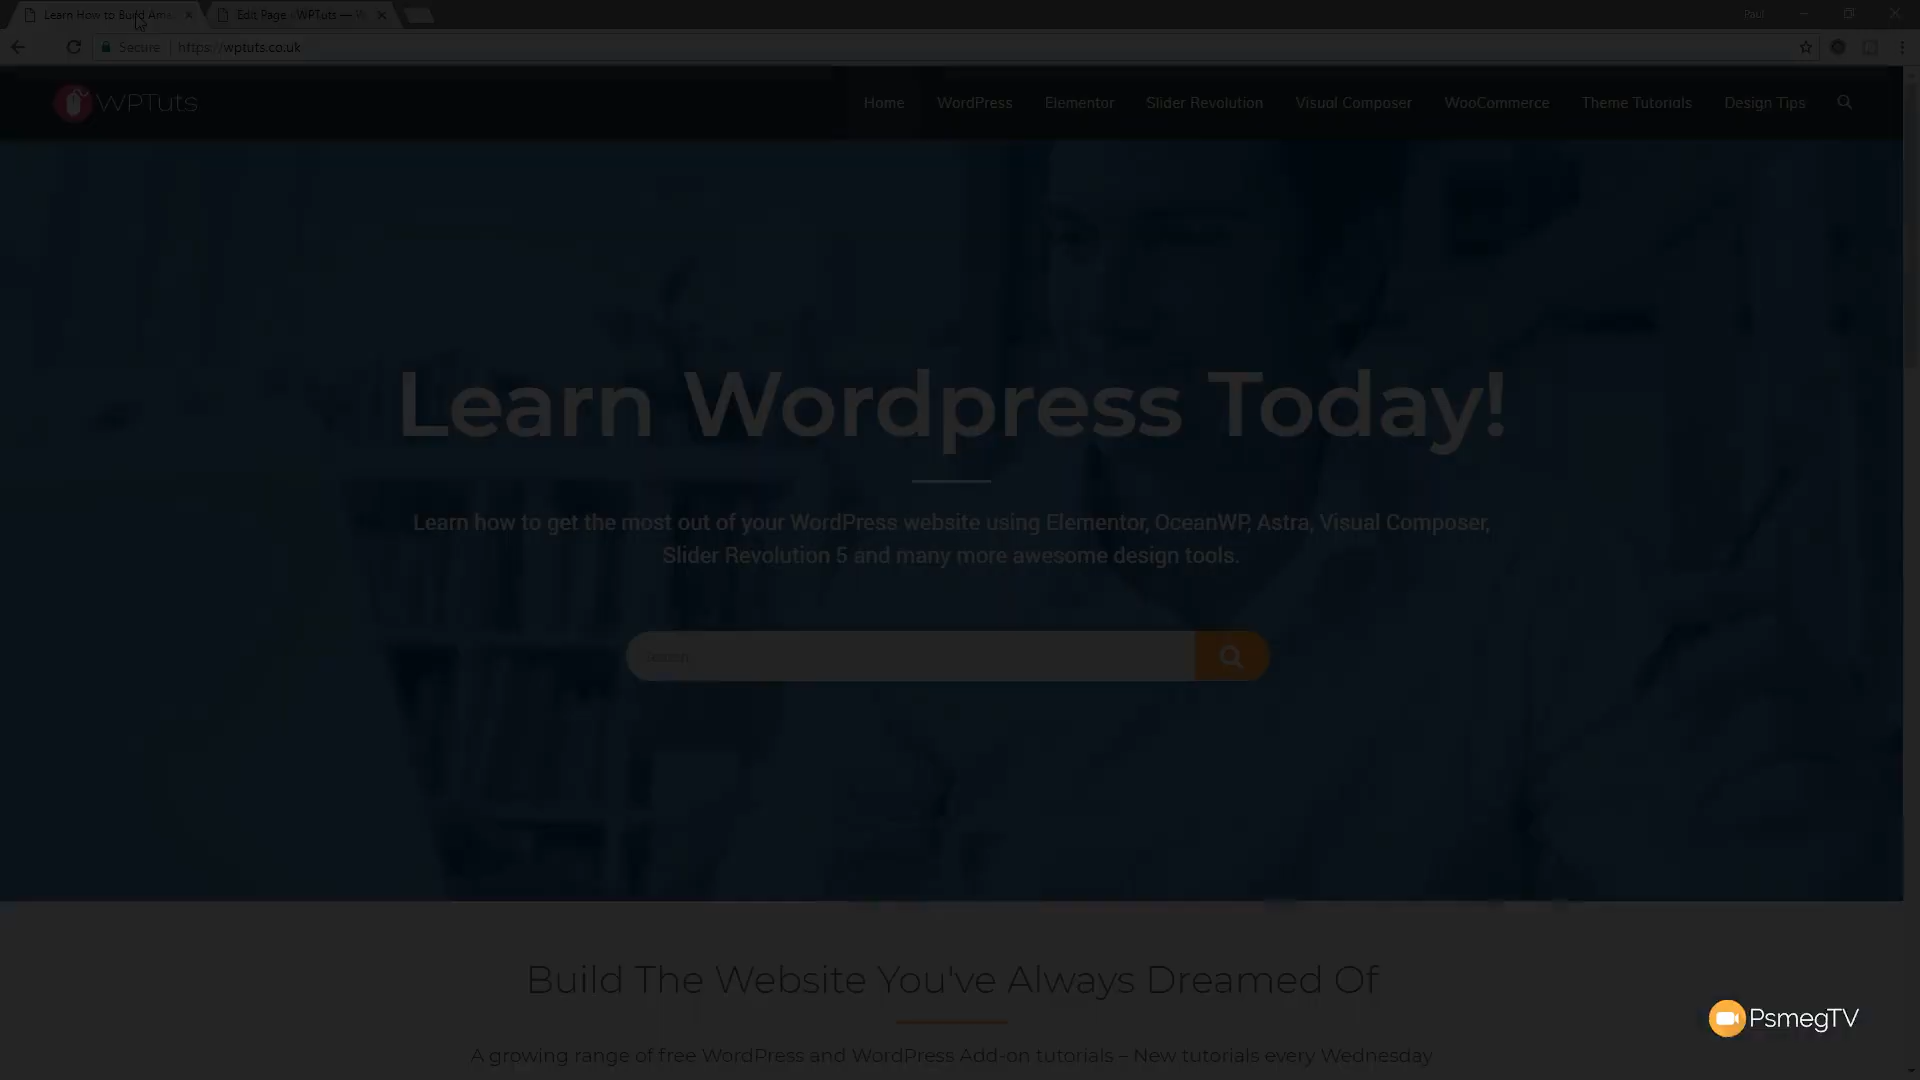 Learn How to Build Ame
Edit Page ‹ WPTuts — W
Paul
Secure
https://wptuts.co.uk
WPTuts
Home
WordPress
Elementor
Slider Revolution
Visual Composer
WooCommerce
Theme Tutorials
Design Tips
Learn Wordpress Today!
Learn how to get the most out of your WordPress website using Elementor, OceanWP, Astra, Visual Composer,
Slider Revolution 5 and many more awesome design tools.
Search
Build The Website You've Always Dreamed Of
A growing range of free WordPress and WordPress Add-on tutorials – New tutorials every Wednesday
PsmegTV